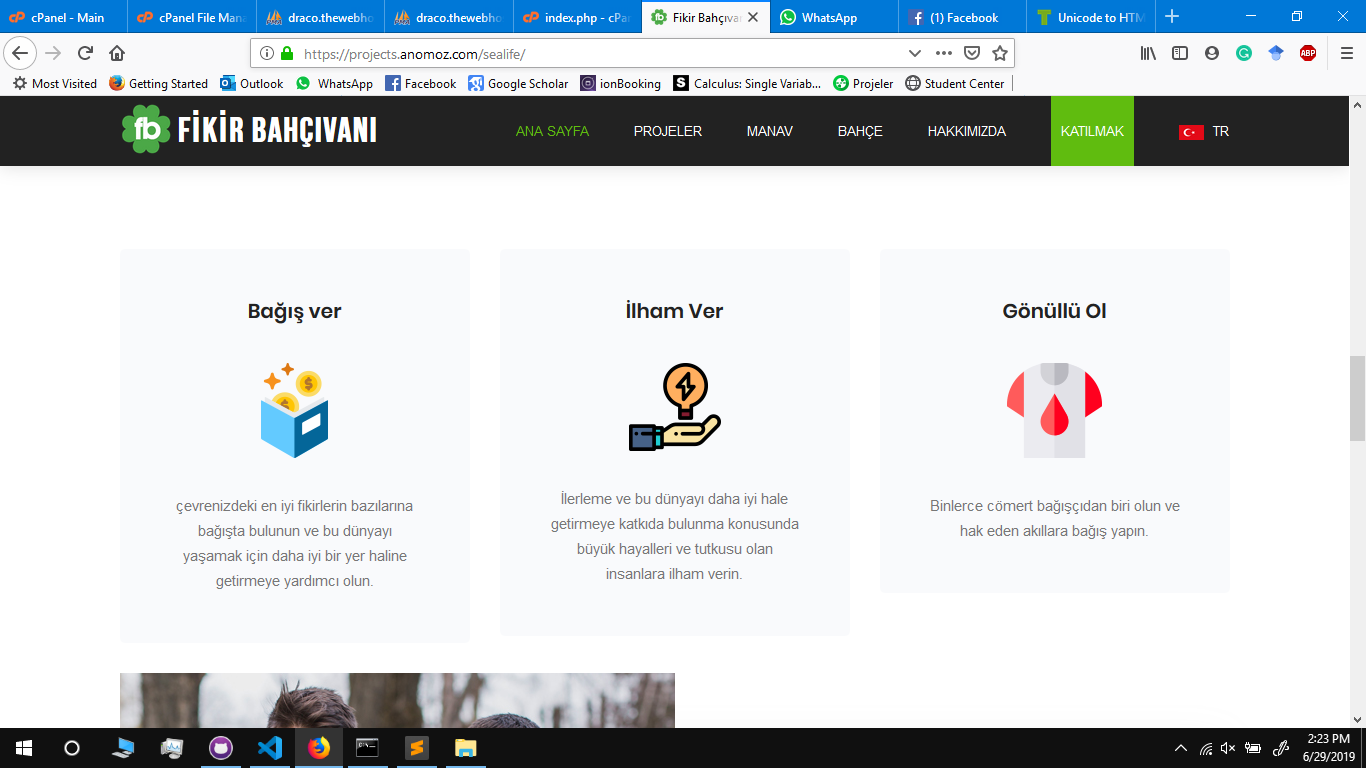 cPanel - Main
cPanel File Mana
draco.thewebho
draco.thewebho
index.php - cPa
Fikir Bahçıvan
WhatsApp
(1) Facebook
Unicode to HTM
https://projects.anomoz.com/sealife/
Most Visited
Getting Started
Outlook
WhatsApp
Facebook
Google Scholar
ionBooking
Calculus: Single Variab...
Projeler
Student Center
fb FİKİR BAHÇIVANI
ANA SAYFA
PROJELER
MANAV
BAHÇE
HAKKIMIZDA
KATILMAK
TR
Bağış ver
çevrenizdeki en iyi fikirlerin bazılarına
bağışta bulunun ve bu dünyayı
yaşamak için daha iyi bir yer haline
getirmeye yardımcı olun.
İlham Ver
İlerleme ve bu dünyayı daha iyi hale
getirmeye katkıda bulunma konusunda
büyük hayalleri ve tutkusu olan
insanlara ilham verin.
Gönüllü Ol
Binlerce cömert bağışçıdan biri olun ve
hak eden akıllara bağış yapın.
2:23 PM
6/29/2019